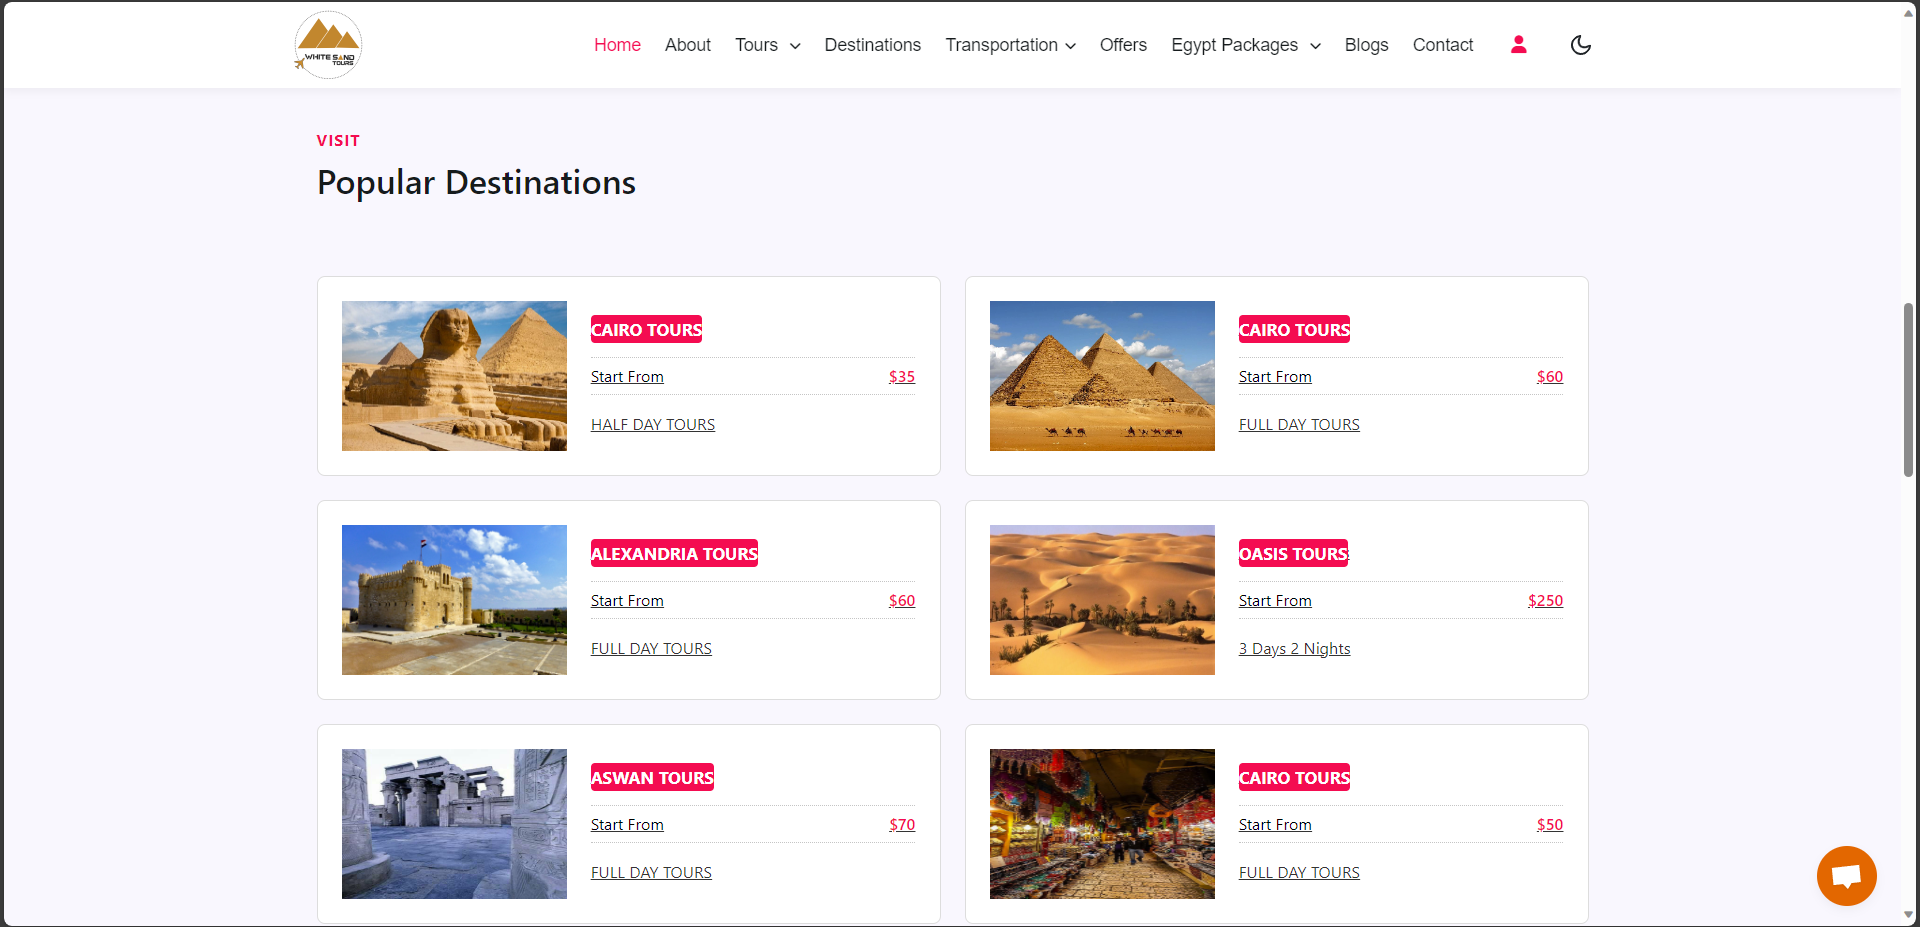 WHITE SAND
TOURS
Home About Tours Destinations Transportation Offers Egypt Packages Blogs Contact
VISIT
Popular Destinations
CAIRO TOURS
Start From $35
HALF DAY TOURS
CAIRO TOURS
Start From $60
FULL DAY TOURS
ALEXANDRIA TOURS
Start From $60
FULL DAY TOURS
OASIS TOURS
Start From $250
3 Days 2 Nights
ASWAN TOURS
Start From $70
FULL DAY TOURS
CAIRO TOURS
Start From $50
FULL DAY TOURS